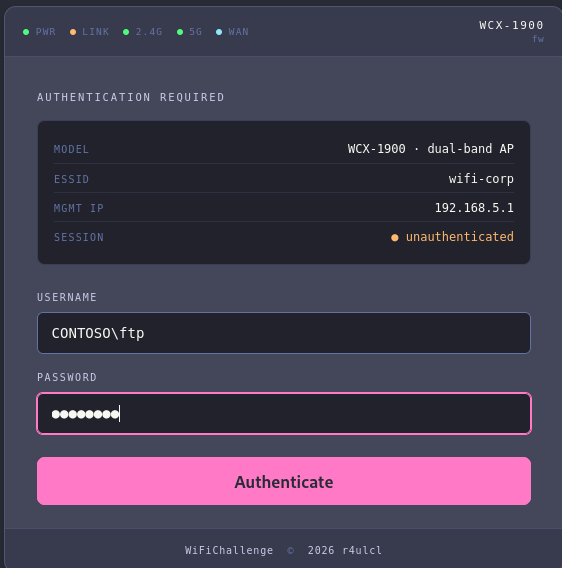 PWR LINK 2.4G 5G WAN WCX-1900
fw
AUTHENTICATION REQUIRED
MODEL WCX-1900 · dual-band AP
ESSID wifi-corp
MGMT IP 192.168.5.1
SESSION ● unauthenticated
USERNAME
CONTOSO\ftp
PASSWORD
●●●●●●●●
Authenticate
WiFiChallenge © 2026 r4ulcl